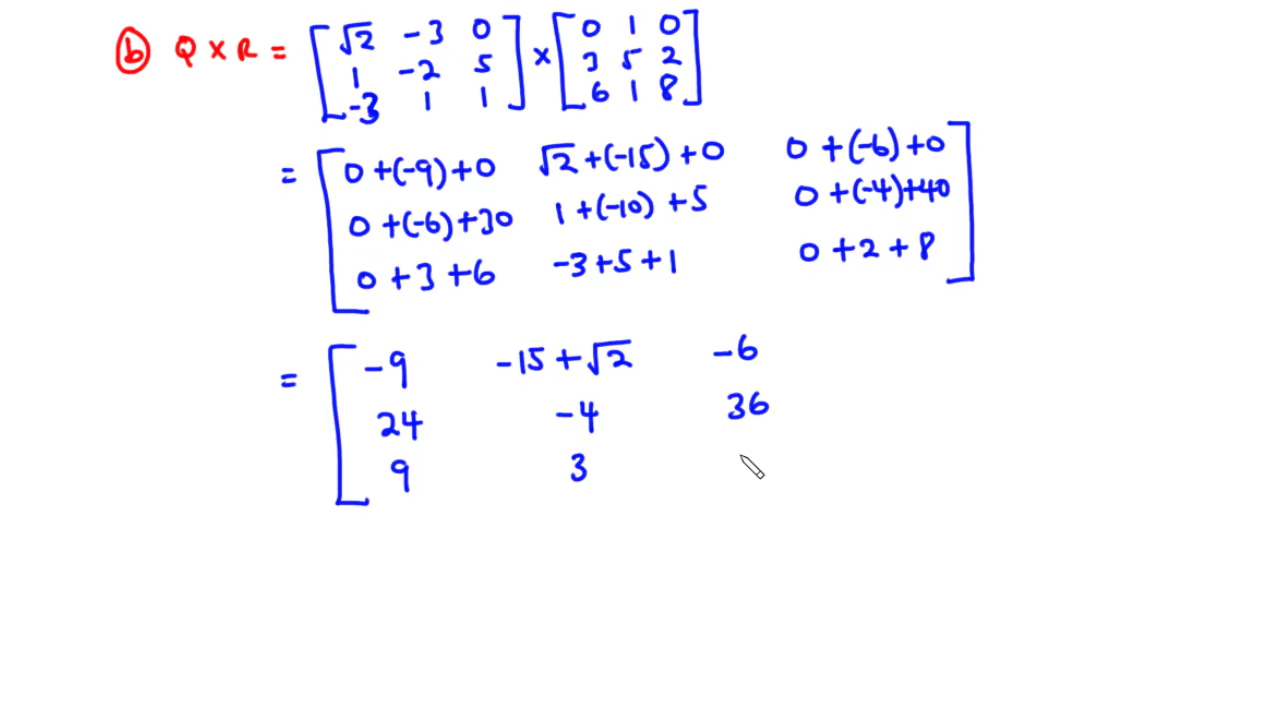 ⓑ Q × R = [ √2 -3 0 ] × [ 0 1 0 ]
1 -2 5 3 5 2
-3 1 1 6 1 8
= [ 0 +(-9)+0 √2 +(-15) +0 0 +(-6)+0 ]
0 +(-6)+30 1 +(-10) +5 0 +(-4)+40
0 +3 +6 -3+5+1 0 +2 +8
= [ -9 -15 + √2 -6
24 -4 36
9 3